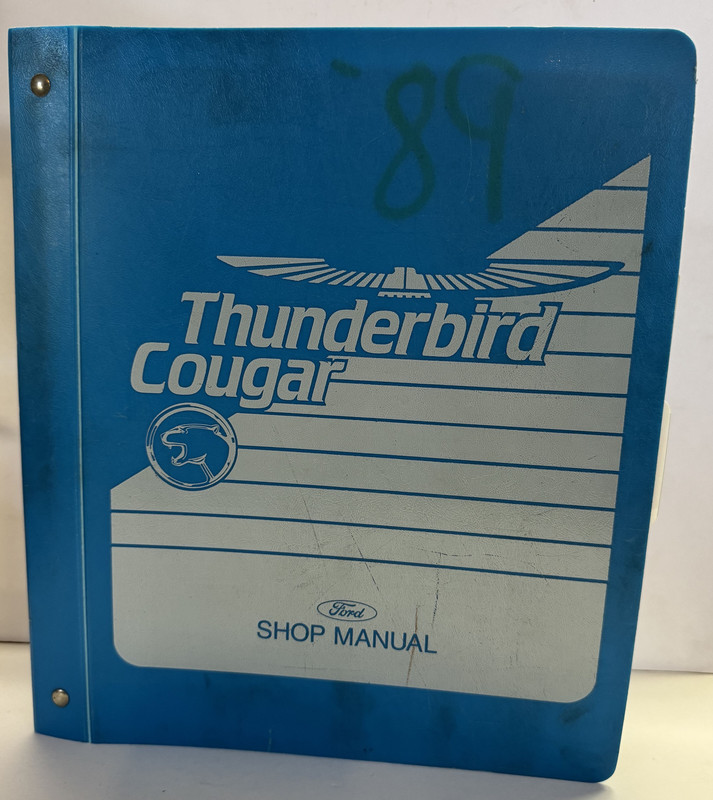 '89
Thunderbird
Cougar
Ford
SHOP MANUAL